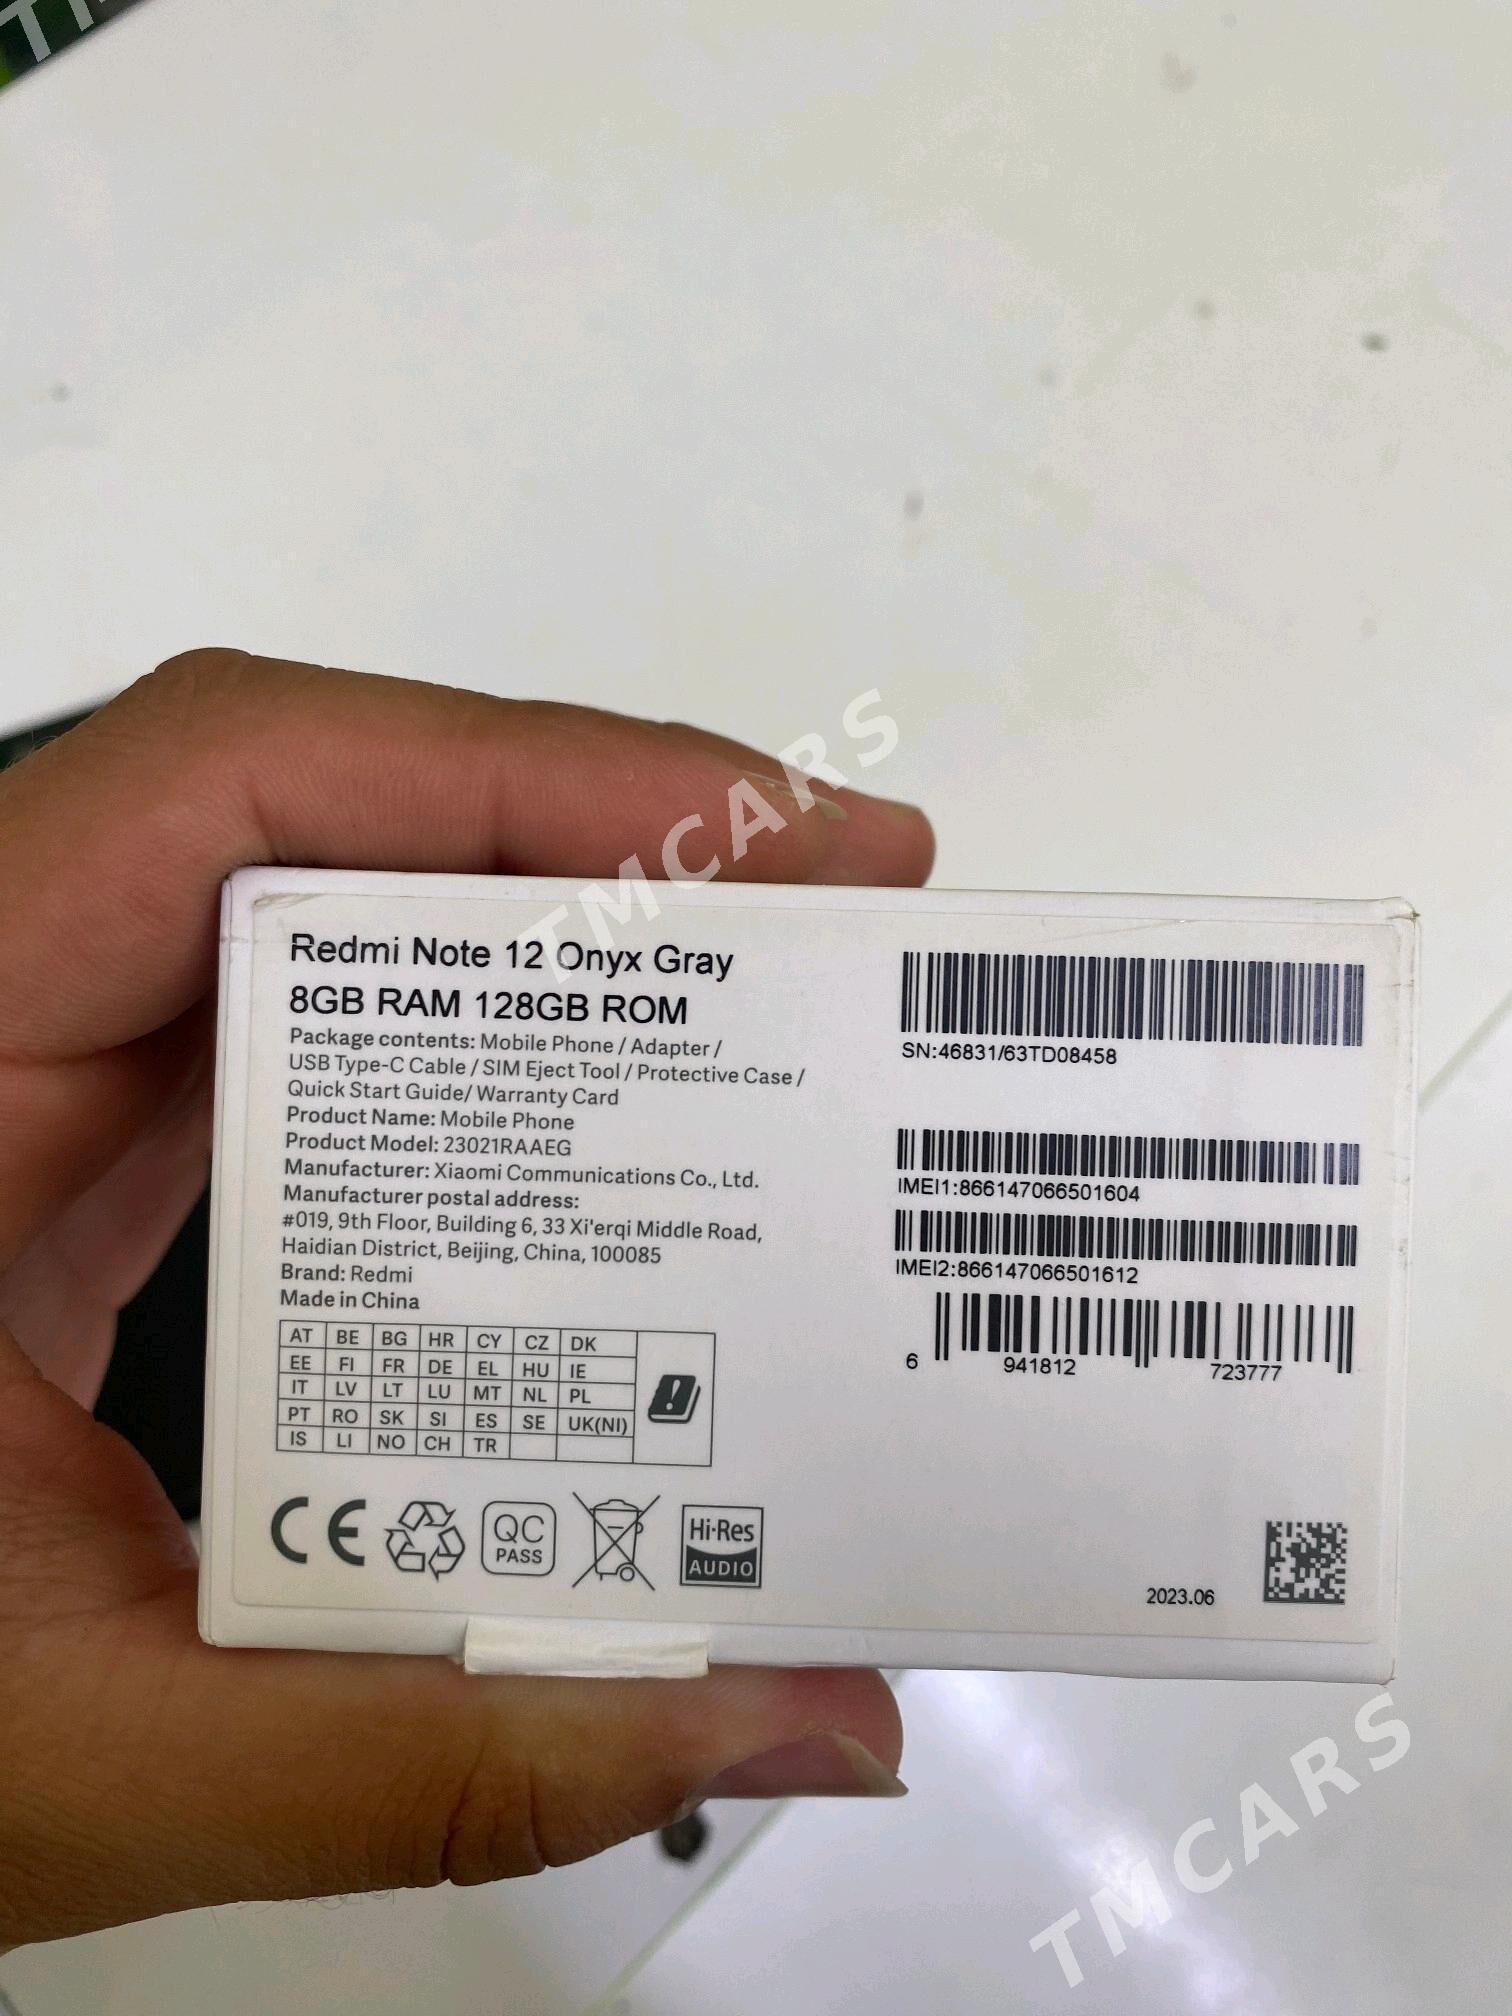 TMCARS
Redmi Note 12 Onyx Gray
8GB RAM 128GB ROM
Package contents: Mobile Phone / Adapter /
USB Type-C Cable / SIM Eject Tool / Protective Case /
Quick Start Guide/ Warranty Card
Product Name: Mobile Phone
Product Model: 23021RAAEG
Manufacturer: Xiaomi Communications Co., Ltd.
Manufacturer postal address:
#019, 9th Floor, Building 6, 33 Xi'erqi Middle Road,
Haidian District, Beijing, China, 100085
Brand: Redmi
Made in China
AT BE BG HR CY CZ DK
EE FI FR DE EL HU IE
IT LV LT LU MT NL PL
PT RO SK SI ES SE UK(NI)
IS LI NO CH TR
CE
QC
PASS
Hi-Res
AUDIO
SN:46831/63TD08458
IMEI1:866147066501604
IMEI2:866147066501612
6 941812 723777
2023.06
TMCARS